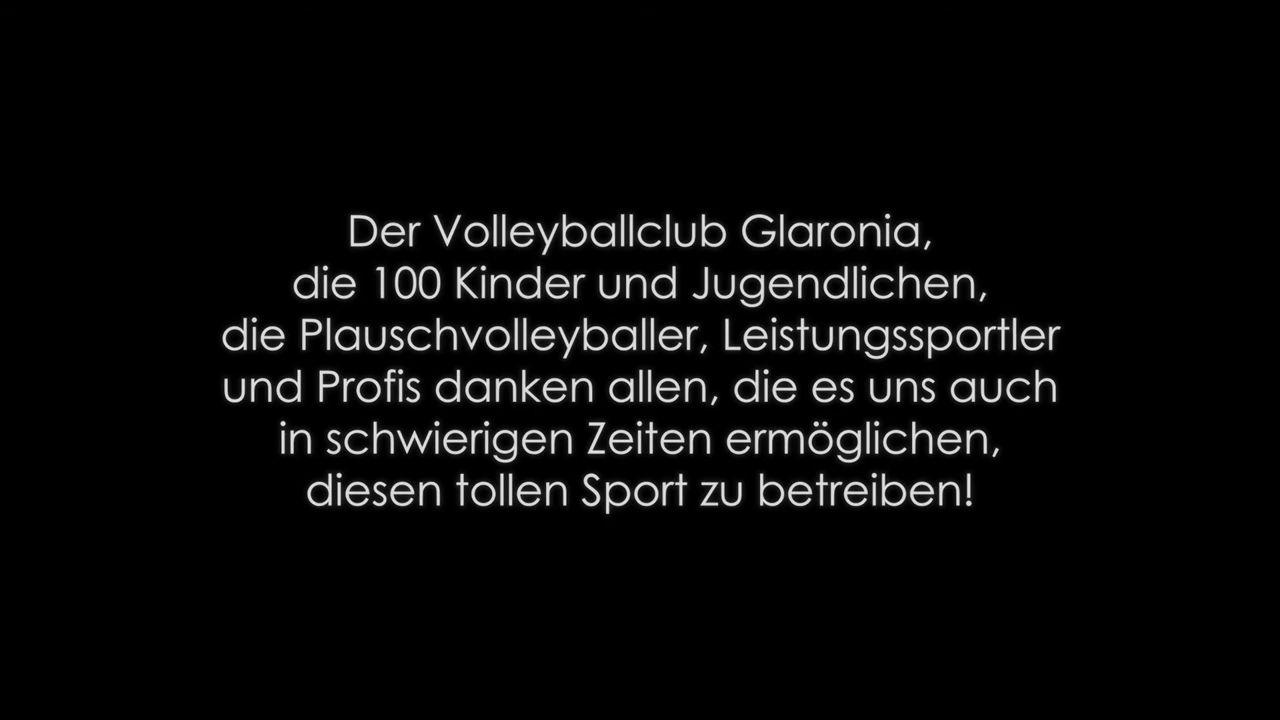 Der Volleyballclub Glaronia,
die 100 Kinder und Jugendlichen,
die Plauschvolleyballer, Leistungssportler
und Profis danken allen, die es uns auch
in schwierigen Zeiten ermöglichen,
diesen tollen Sport zu betreiben!